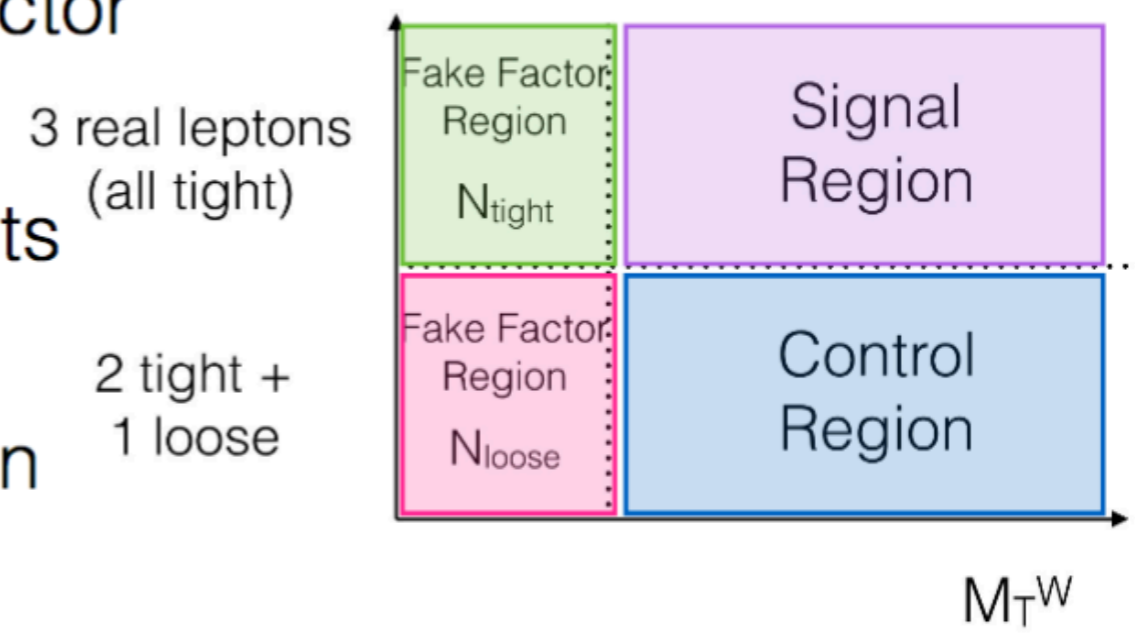 ctor
3 real leptons
(all tight)
ts
2 tight +
1 loose
n
Fake Factor
Region
Ntight
Signal
Region
Fake Factor
Region
Nloose
Control
Region
MTW